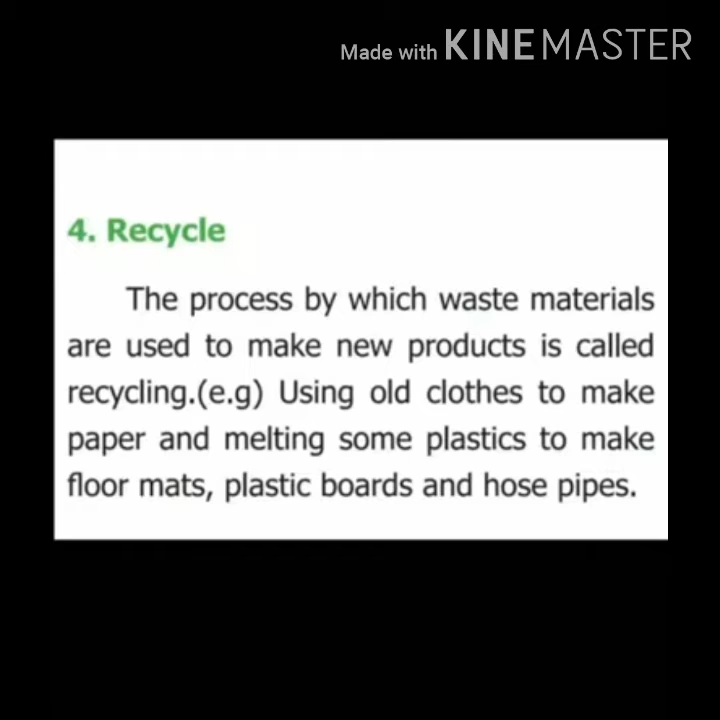 Made with KINEMASTER
4. Recycle
The process by which waste materials
are used to make new products is called
recycling.(e.g) Using old clothes to make
paper and melting some plastics to make
floor mats, plastic boards and hose pipes.